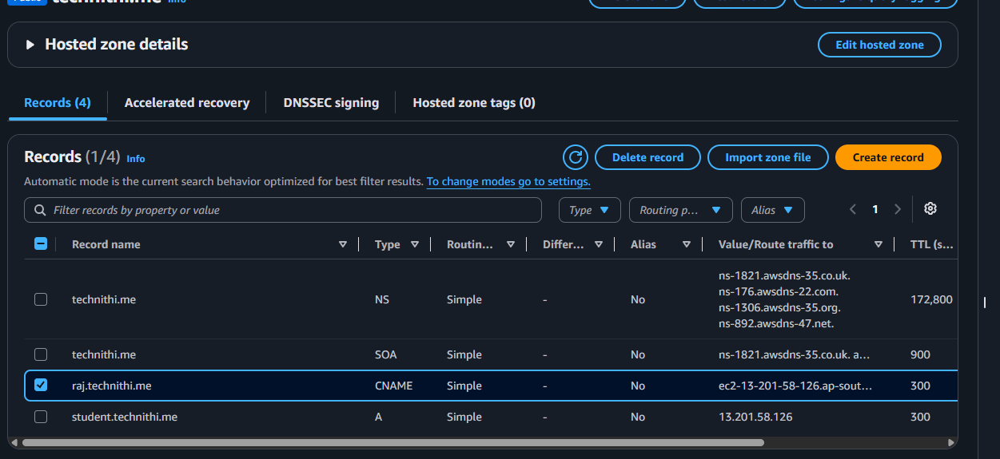 technithi.me Info
Hosted zone details
Edit hosted zone
Records (4)
Accelerated recovery
DNSSEC signing
Hosted zone tags (0)
Records (1/4) Info
Delete record
Import zone file
Create record
Automatic mode is the current search behavior optimized for best filter results. To change modes go to settings.
Filter records by property or value
Type
Routing p...
Alias
1
Record name Type Routin... Differ... Alias Value/Route traffic to TTL (s...
technithi.me NS Simple - No ns-1821.awsdns-35.co.uk.
ns-176.awsdns-22.com.
ns-1306.awsdns-35.org.
ns-892.awsdns-47.net.
172,800
technithi.me SOA Simple - No ns-1821.awsdns-35.co.uk. a... 900
raj.technithi.me CNAME Simple - No ec2-13-201-58-126.ap-sout... 300
student.technithi.me A Simple - No 13.201.58.126 300